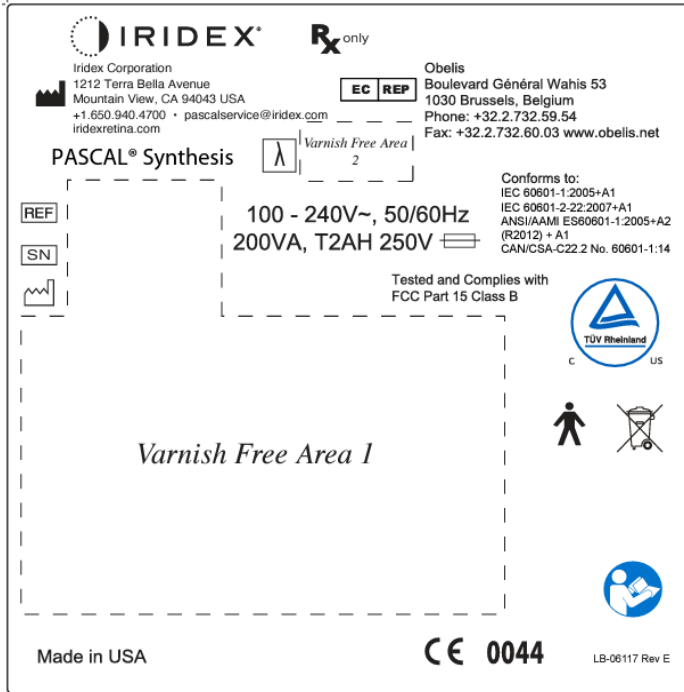 IRIDEX®
Rx only
Iridex Corporation
1212 Terra Bella Avenue
Mountain View, CA 94043 USA
+1.650.940.4700 • pascalservice@iridex.com
iridexretina.com
EC REP
Obelis
Boulevard Général Wahis 53
1030 Brussels, Belgium
Phone: +32.2.732.59.54
Fax: +32.2.732.60.03 www.obelis.net
PASCAL® Synthesis
λ
Varnish Free Area
2
Conforms to:
IEC 60601-1:2005+A1
IEC 60601-2-22:2007+A1
ANSI/AAMI ES60601-1:2005+A2
(R2012) + A1
CAN/CSA-C22.2 No. 60601-1:14
REF
SN
100 - 240V~, 50/60Hz
200VA, T2AH 250V
Tested and Complies with
FCC Part 15 Class B
TÜV Rheinland
C US
Varnish Free Area 1
Made in USA
CE 0044
LB-06117 Rev E